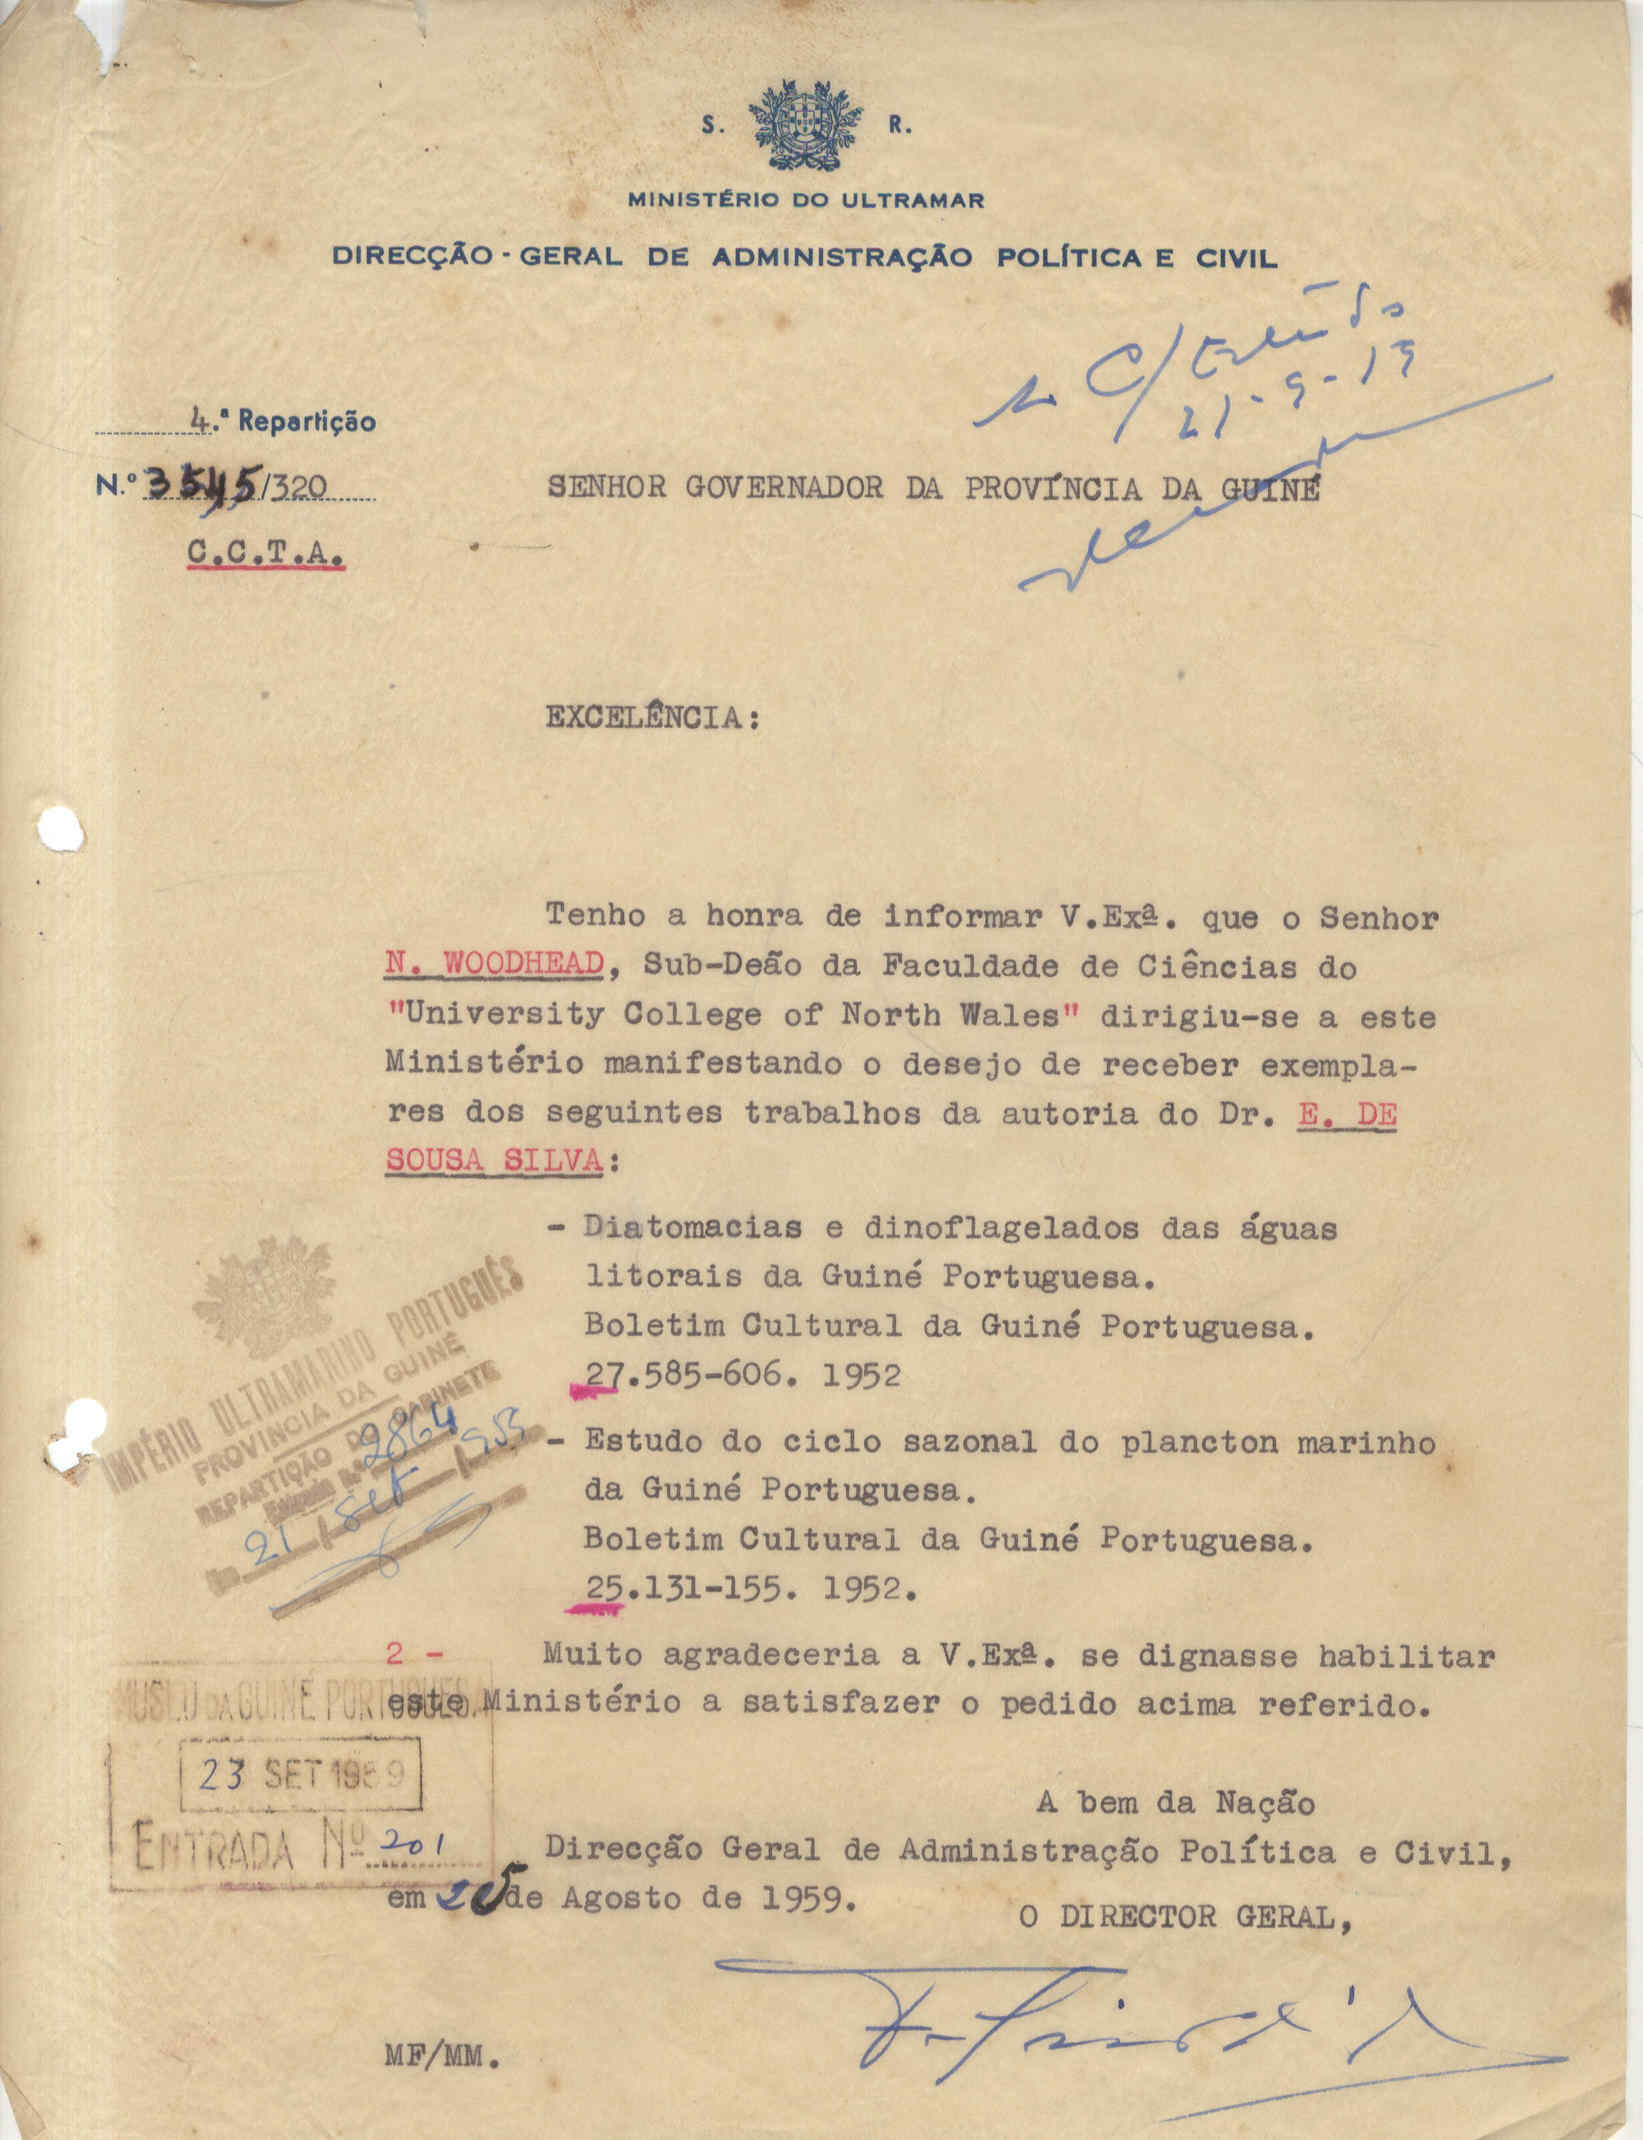 S. R.
MINISTÉRIO DO ULTRAMAR
DIRECÇÃO-GERAL DE ADMINISTRAÇÃO POLÍTICA E CIVIL
C/
4.ª Repartição
N.º 3545/320
SENHOR GOVERNADOR DA PROVÍNCIA DA GUINÉ
C.C.T.A.
EXCELÊNCIA:
Tenho a honra de informar V.Exª. que o Senhor
N. WOODHEAD, Sub-Deão da Faculdade de Ciências do
"University College of North Wales" dirigiu-se a este
Ministério manifestando o desejo de receber exempla-
res dos seguintes trabalhos da autoria do Dr. E. DE
SOUSA SILVA:
- Diatomacias e dinoflagelados das águas
litorais da Guiné Portuguesa.
Boletim Cultural da Guiné Portuguesa.
27.585-606. 1952
- Estudo do ciclo sazonal do plancton marinho
da Guiné Portuguesa.
Boletim Cultural da Guiné Portuguesa.
25.131-155. 1952.
IMPÉRIO ULTRAMARINO PORTUGUÊS
PROVÍNCIA DA GUINÉ
REPARTIÇÃO DO GABINETE
Entrada N.º 2864
21 / Set /
2 - Muito agradeceria a V.Exª. se dignasse habilitar
este Ministério a satisfazer o pedido acima referido.
MUSEU DA GUINÉ PORTUGUESA
23 SET 1959
ENTRADA Nº 201
A bem da Nação
Direcção Geral de Administração Política e Civil,
em 25 de Agosto de 1959.
O DIRECTOR GERAL,
MF/MM.